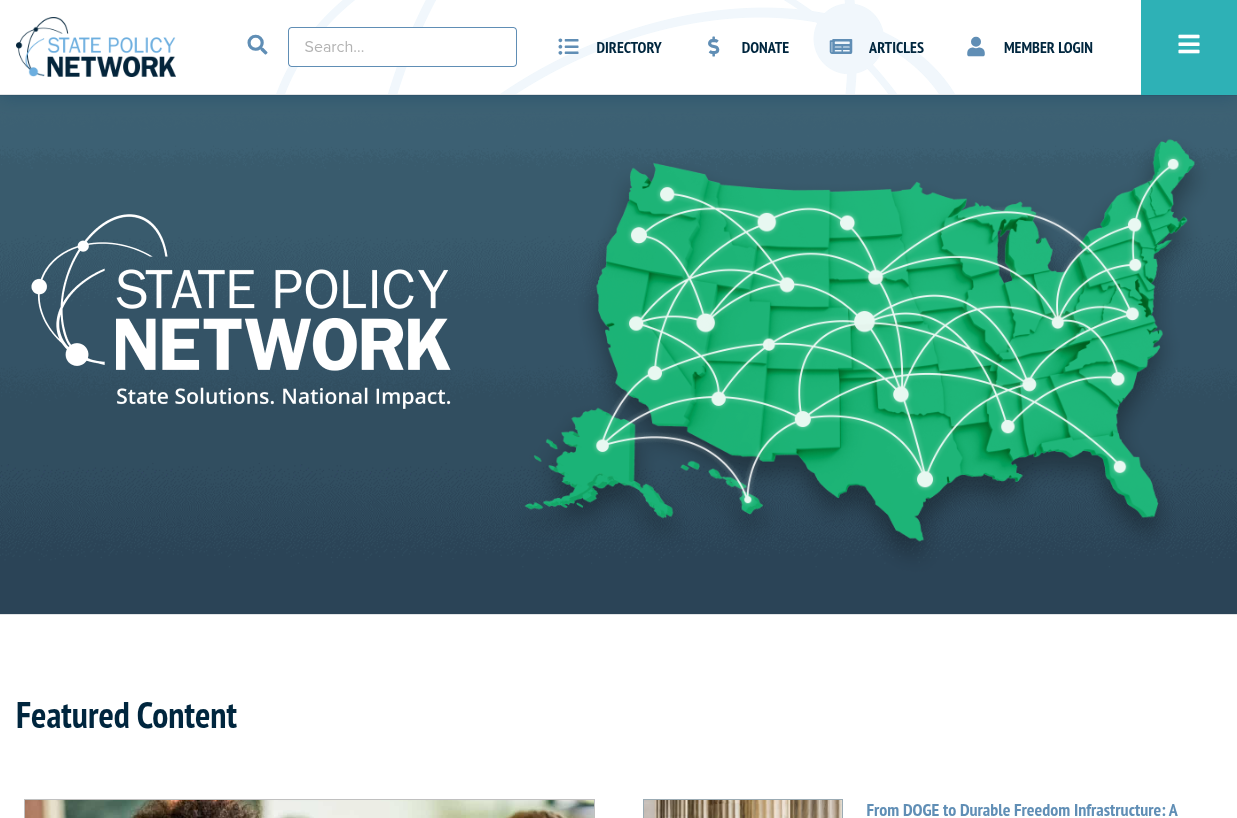 STATE POLICY
NETWORK
Search...
DIRECTORY
DONATE
ARTICLES
MEMBER LOGIN
STATE POLICY
NETWORK
State Solutions. National Impact.
Featured Content
From DOGE to Durable Freedom Infrastructure: A